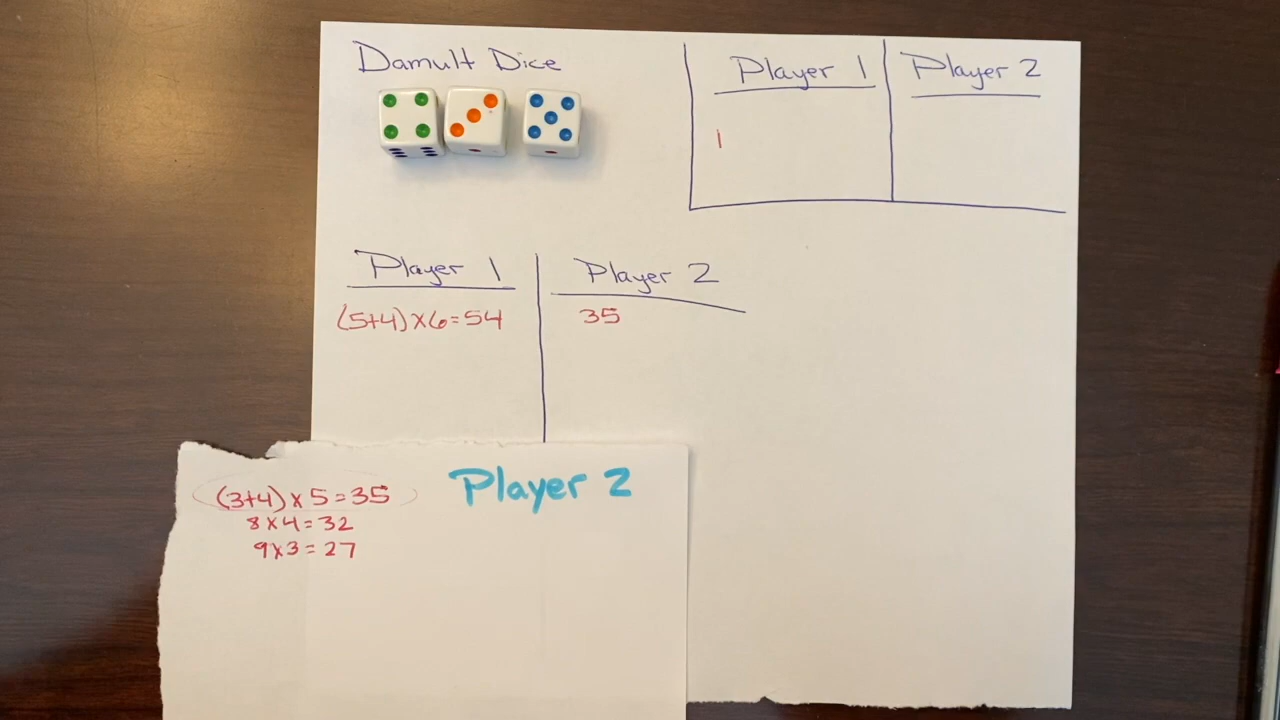 Damult Dice
Player 1
Player 2
1
Player 1
Player 2
(5+4)x6=54
35
Player 2
(3+4)x5=35
8x4=32
9x3=27